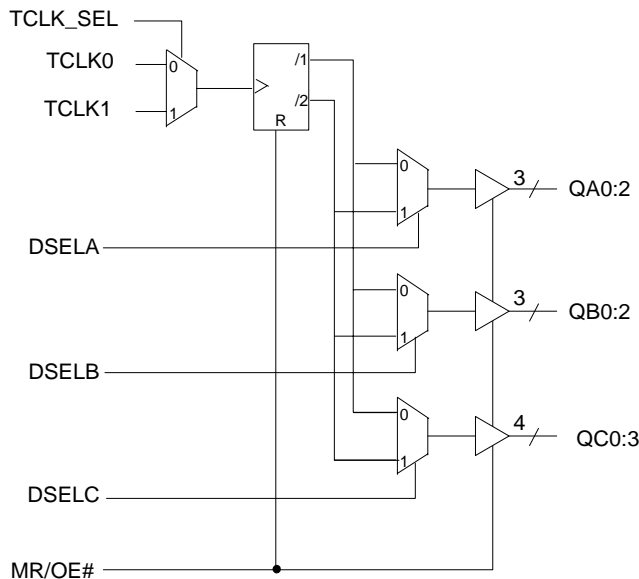 TCLK_SEL
TCLK0
0
/1
TCLK1
1
/2
R
0
3
QA0:2
1
DSELA
0
3
QB0:2
1
DSELB
0
4
QC0:3
1
DSELC
MR/OE#